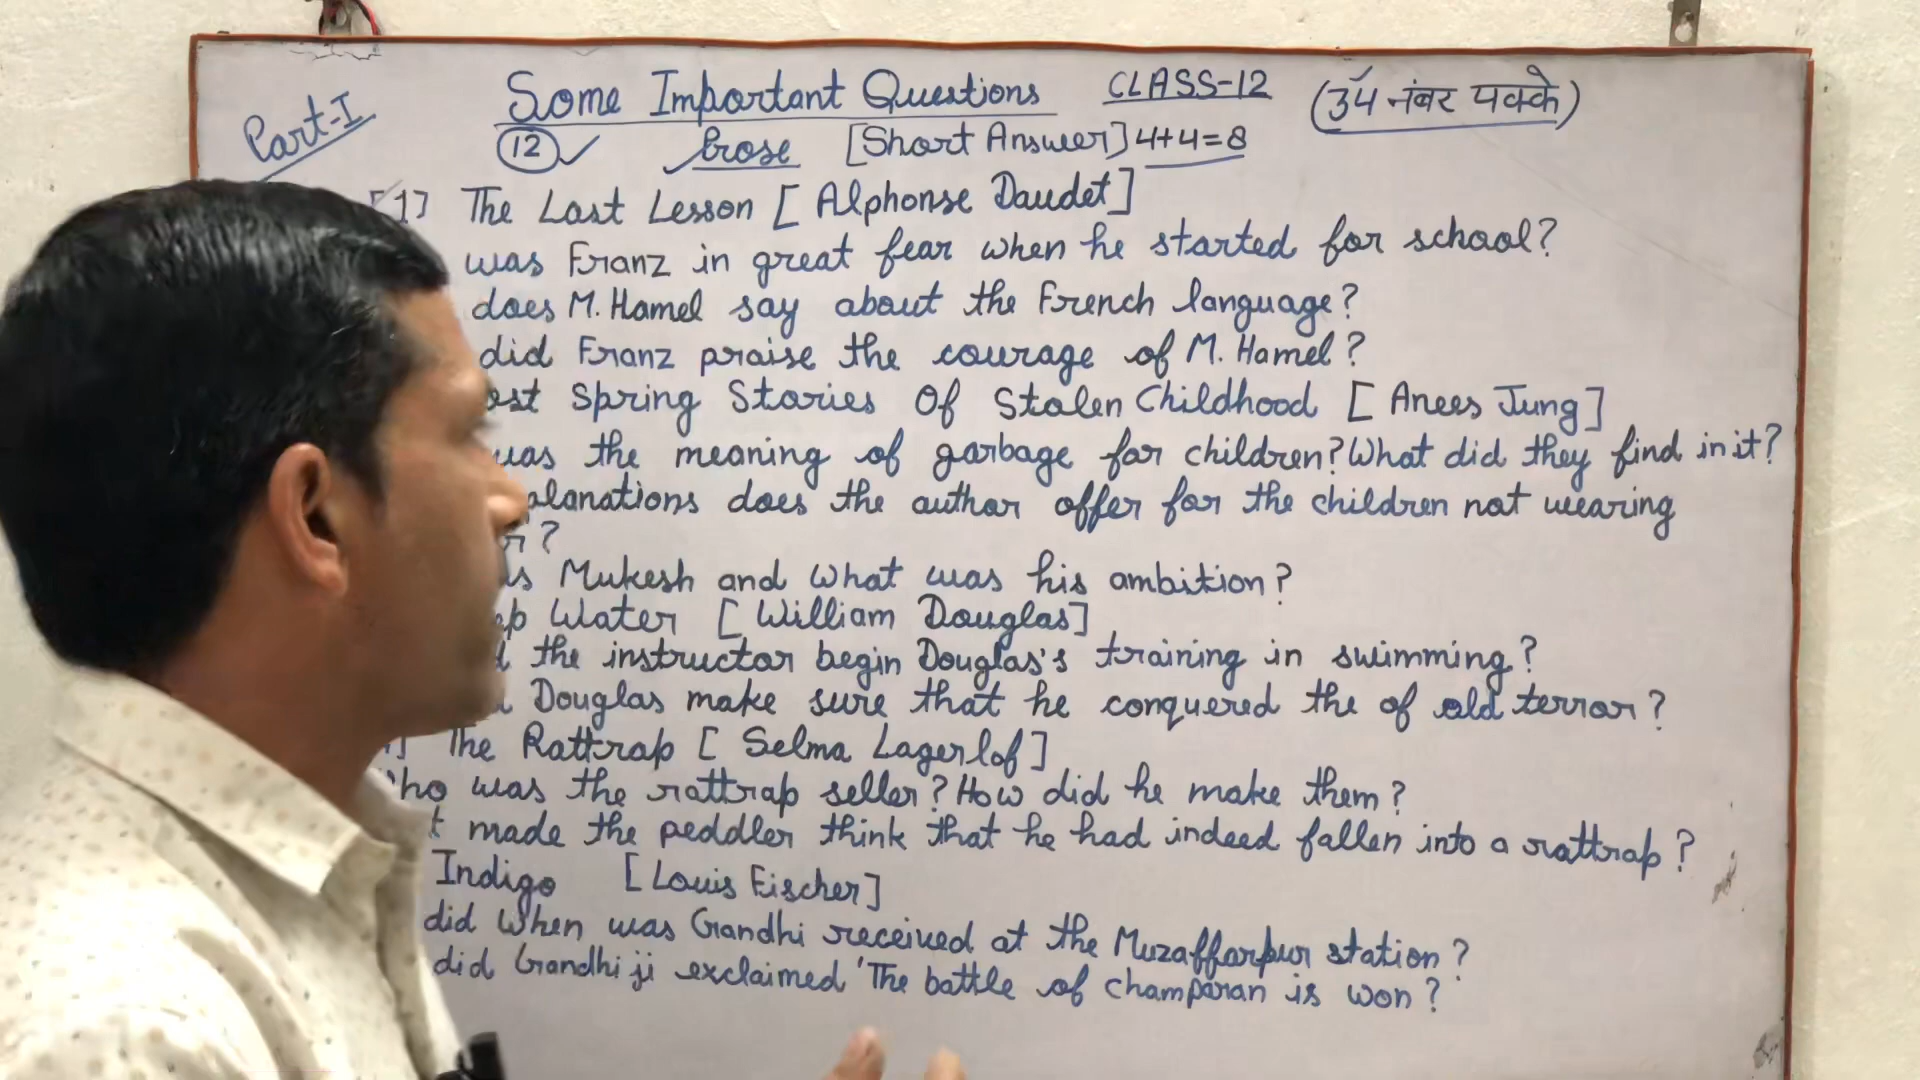 Part-I
Some Important Questions CLASS-12 (34 नंबर पक्के)
12 Prose [Short Answer] 4+4=8
[1] The Last Lesson [Alphonse Daudet]
was Franz in great fear when he started for school?
does M. Hamel say about the French language?
did Franz praise the courage of M. Hamel?
Spring Stories Of Stolen Childhood [Anees Jung]
the meaning of garbage for children? What did they find in it?
does the author offer for the children not wearing
?
is Mukesh and What was his ambition?
Water [William Douglas]
the instructor begin Douglas's training in swimming?
Douglas make sure that he conquered the of old terror?
The Rattrap [Selma Lagerlof]
was the rattrap seller? How did he make them?
made the peddler think that he had indeed fallen into a rattrap?
Indigo [Louis Fischer]
did When was Gandhi received at the Muzaffarpur station?
did Gandhi ji exclaimed 'The battle of champaran is won?'